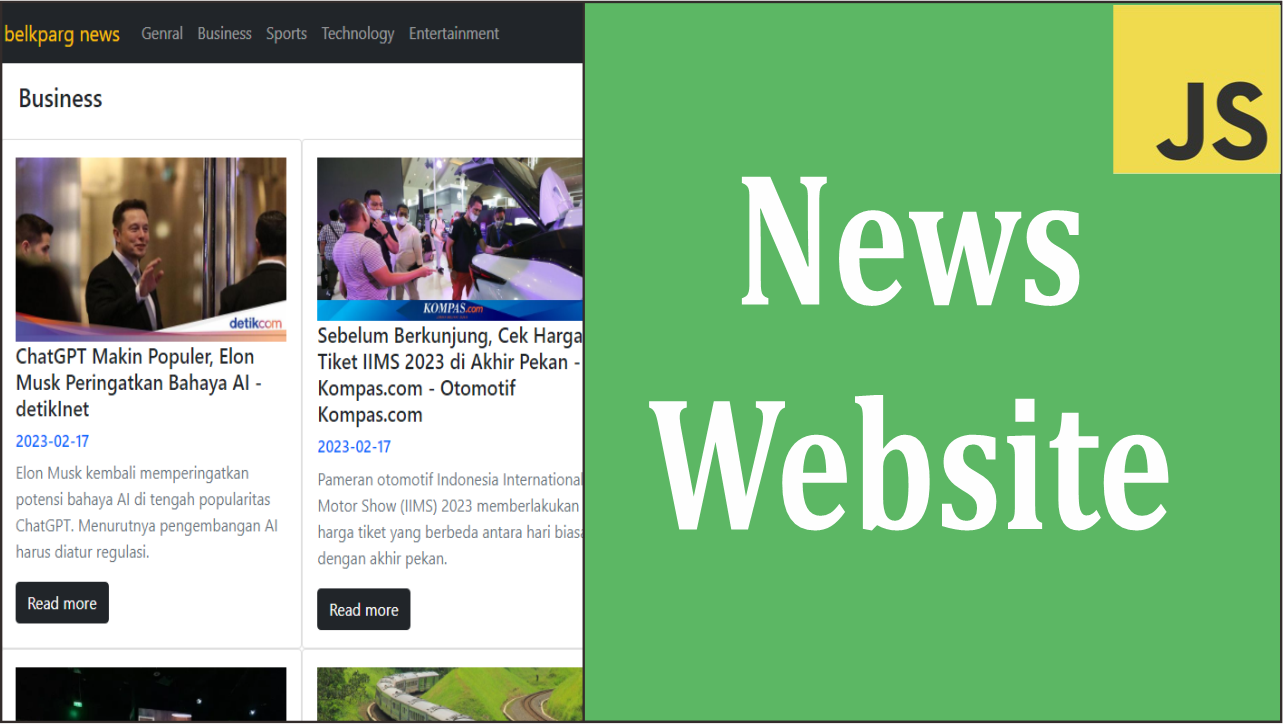 belkparg news Genral Business Sports Technology Entertainment
Business
detikcom
ChatGPT Makin Populer, Elon
Musk Peringatkan Bahaya AI -
detikInet
2023-02-17
Elon Musk kembali memperingatkan
potensi bahaya AI di tengah popularitas
ChatGPT. Menurutnya pengembangan AI
harus diatur regulasi.
Read more
KOMPAS.com
Sebelum Berkunjung, Cek Harga
Tiket IIMS 2023 di Akhir Pekan -
Kompas.com - Otomotif
Kompas.com
2023-02-17
Pameran otomotif Indonesia International
Motor Show (IIMS) 2023 memberlakukan
harga tiket yang berbeda antara hari biasa
dengan akhir pekan.
Read more
JS
News
Website